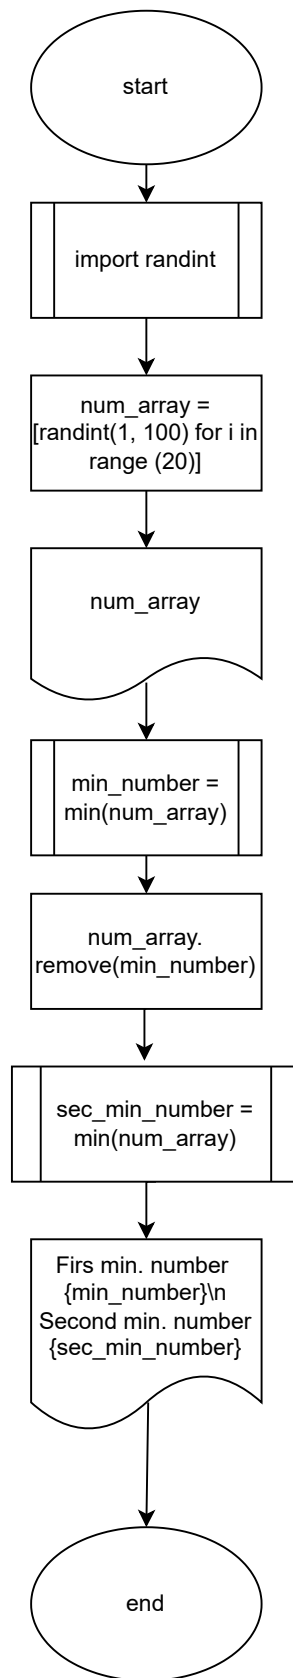 start
import randint
num_array =
[randint(1, 100) for i in
range (20)]
num_array
min_number =
min(num_array)
num_array.
remove(min_number)
sec_min_number =
min(num_array)
Firs min. number
{min_number}\n
Second min. number
{sec_min_number}
end